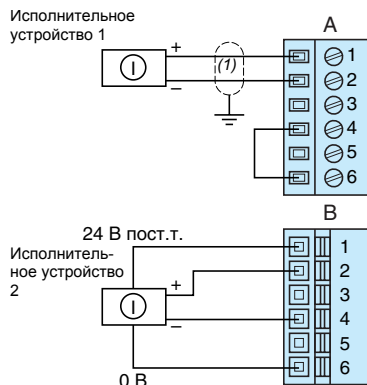 Исполнительное
устройство 1
A
+
(1)
–
I
1
2
3
4
5
6
B
24 В пост.т.
Исполнитель-
ное устройство
2
+
–
I
0 В
1
2
3
4
5
6